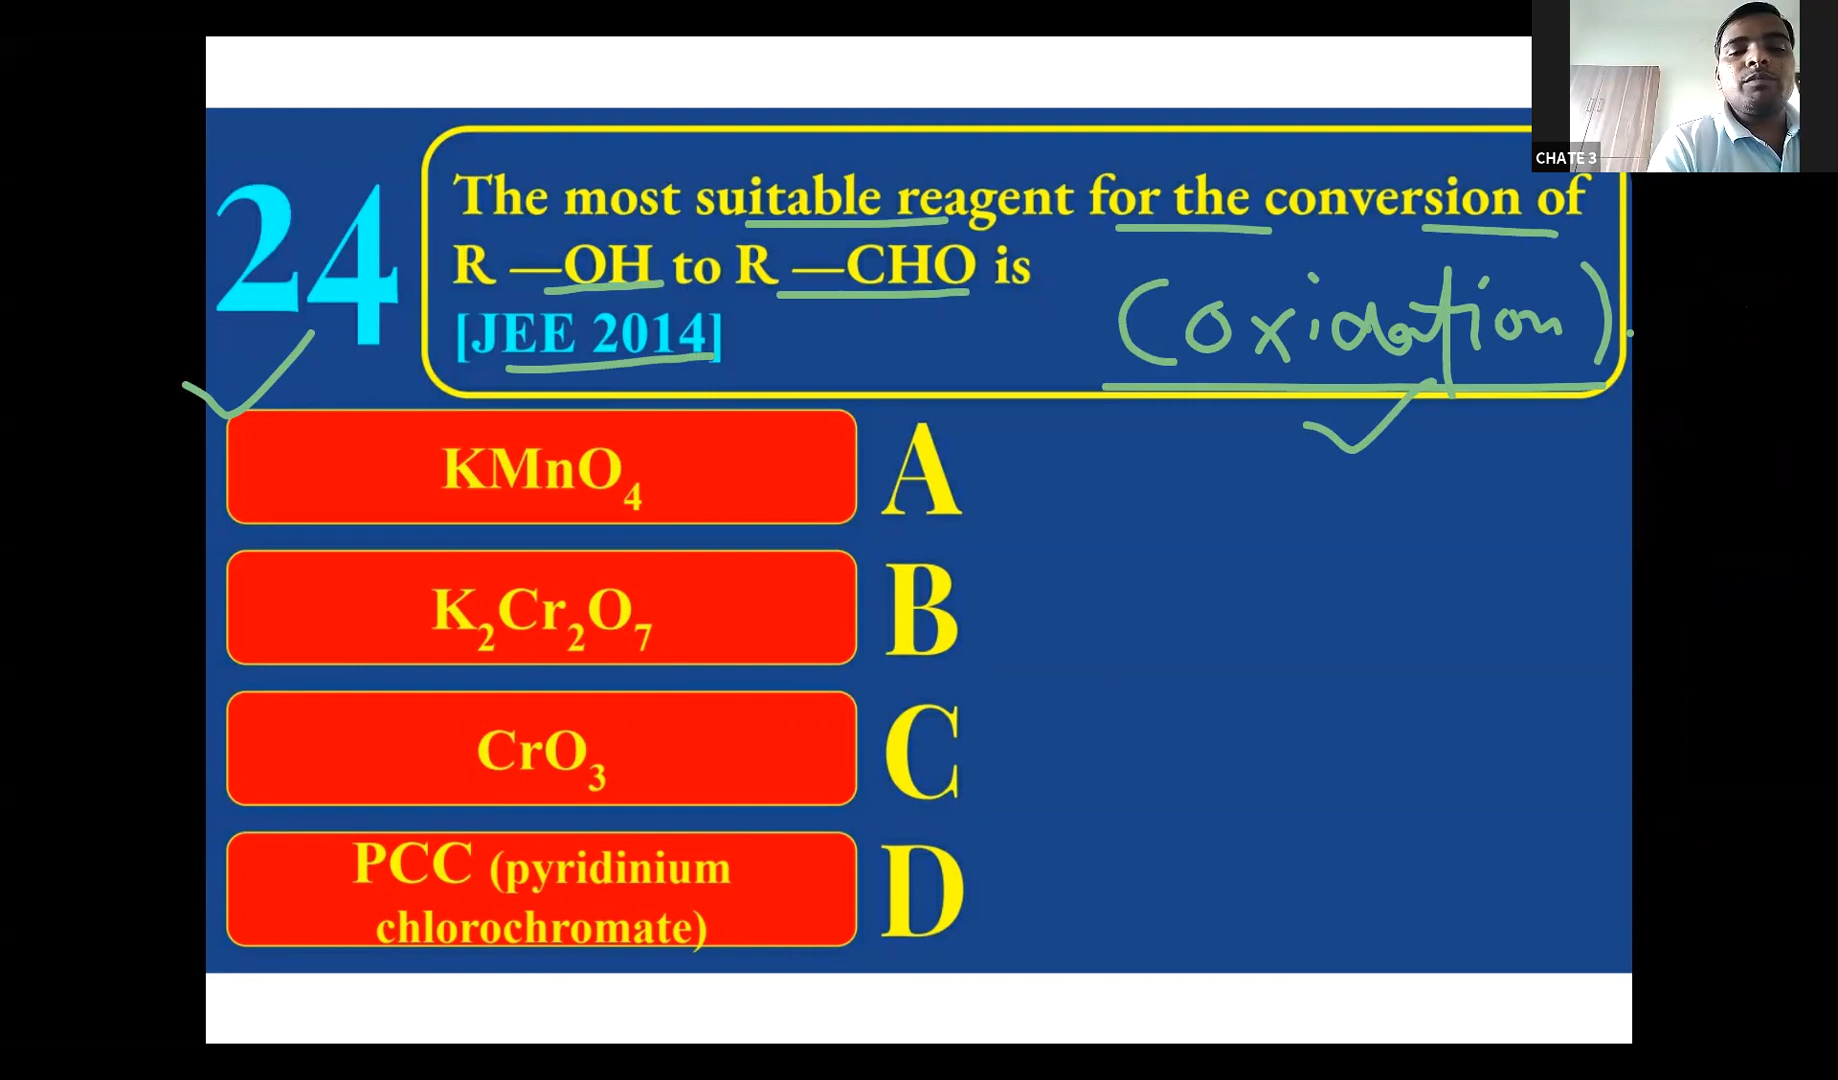 CHATE 3
24
The most suitable reagent for the conversion of
R —OH to R —CHO is
[JEE 2014]
(oxidation).
KMnO₄
A
K₂Cr₂O₇
B
CrO₃
C
PCC (pyridinium
chlorochromate)
D